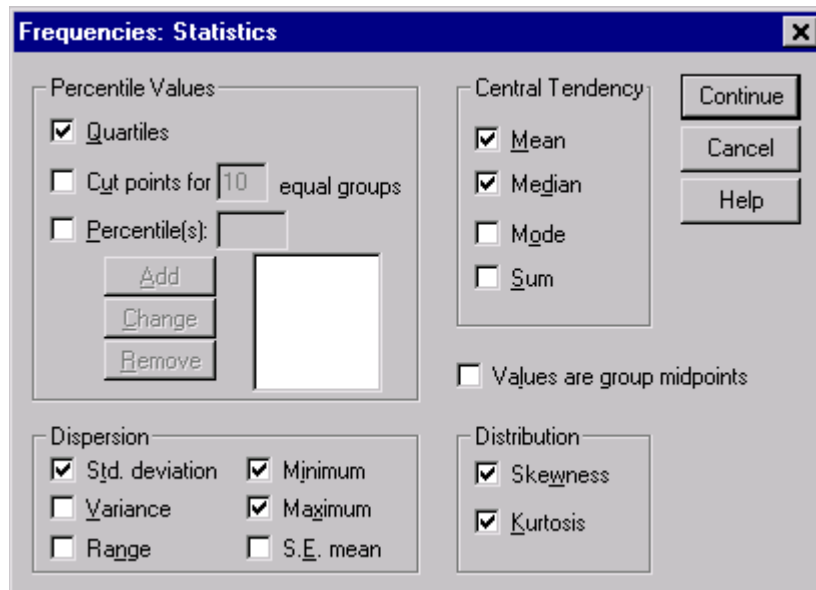 Frequencies: Statistics
Percentile Values
Quartiles
Cut points for 10 equal groups
Percentile(s):
Add
Change
Remove
Central Tendency
Mean
Median
Mode
Sum
Continue
Cancel
Help
Values are group midpoints
Dispersion
Std. deviation
Minimum
Variance
Maximum
Range
S.E. mean
Distribution
Skewness
Kurtosis